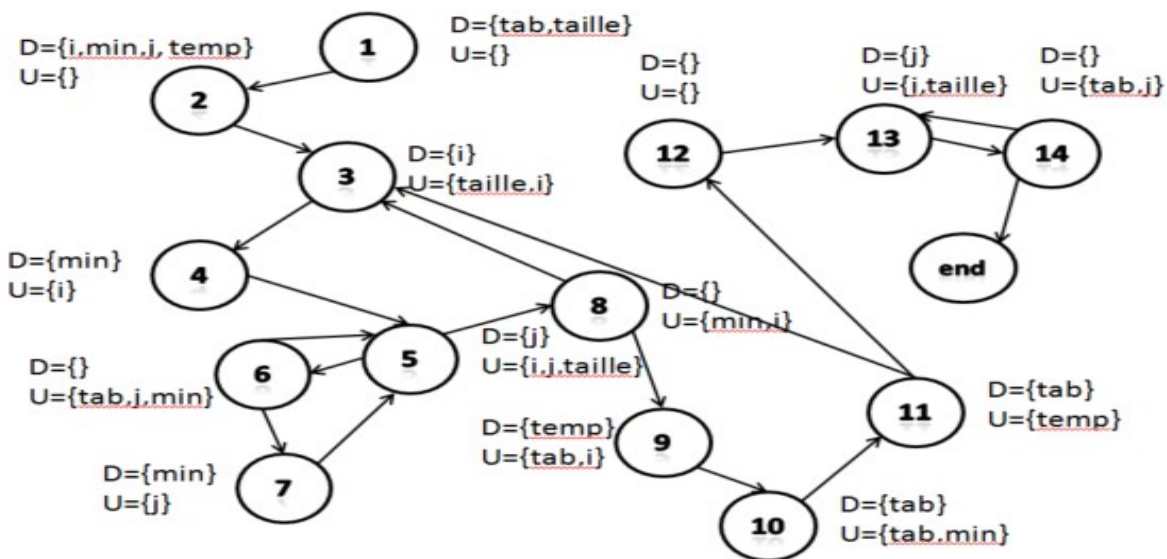 D={i,min,j, temp}
U={}
1
D={tab,taille}
U={}
2
3
D={i}
U={taille,i}
D={}
U={}
12
D={j}
U={j,taille}
13
D={}
U={tab,j}
14
end
D={min}
U={i}
4
8
D={}
U={min,i}
D={}
U={tab,j,min}
6
5
D={j}
U={i,j,taille}
D={min}
U={j}
7
D={temp}
U={tab,i}
9
11
D={tab}
U={temp}
10
D={tab}
U={tab,min}